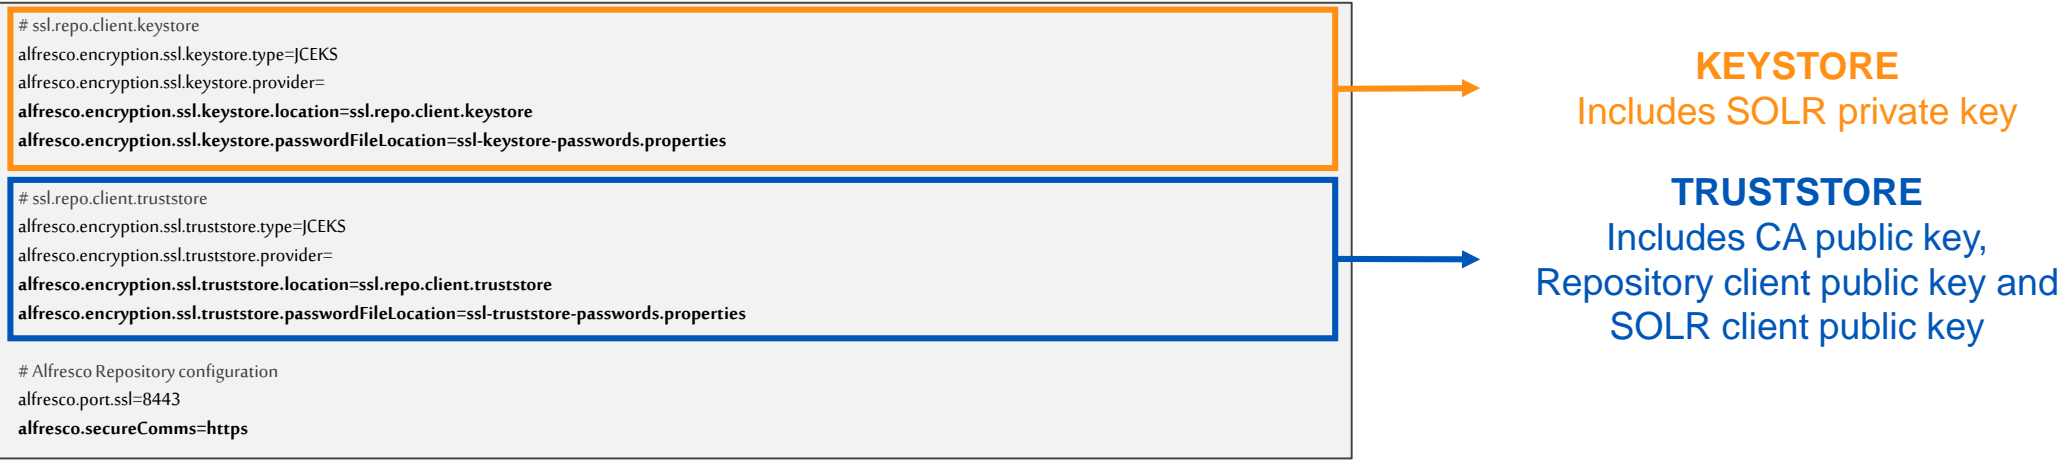 # ssl.repo.client.keystore
alfresco.encryption.ssl.keystore.type=JCEKS
alfresco.encryption.ssl.keystore.provider=
alfresco.encryption.ssl.keystore.location=ssl.repo.client.keystore
alfresco.encryption.ssl.keystore.passwordFileLocation=ssl-keystore-passwords.properties
# ssl.repo.client.truststore
alfresco.encryption.ssl.truststore.type=JCEKS
alfresco.encryption.ssl.truststore.provider=
alfresco.encryption.ssl.truststore.location=ssl.repo.client.truststore
alfresco.encryption.ssl.truststore.passwordFileLocation=ssl-truststore-passwords.properties
# Alfresco Repository configuration
alfresco.port.ssl=8443
alfresco.secureComms=https
KEYSTORE
Includes SOLR private key
TRUSTSTORE
Includes CA public key,
Repository client public key and
SOLR client public key